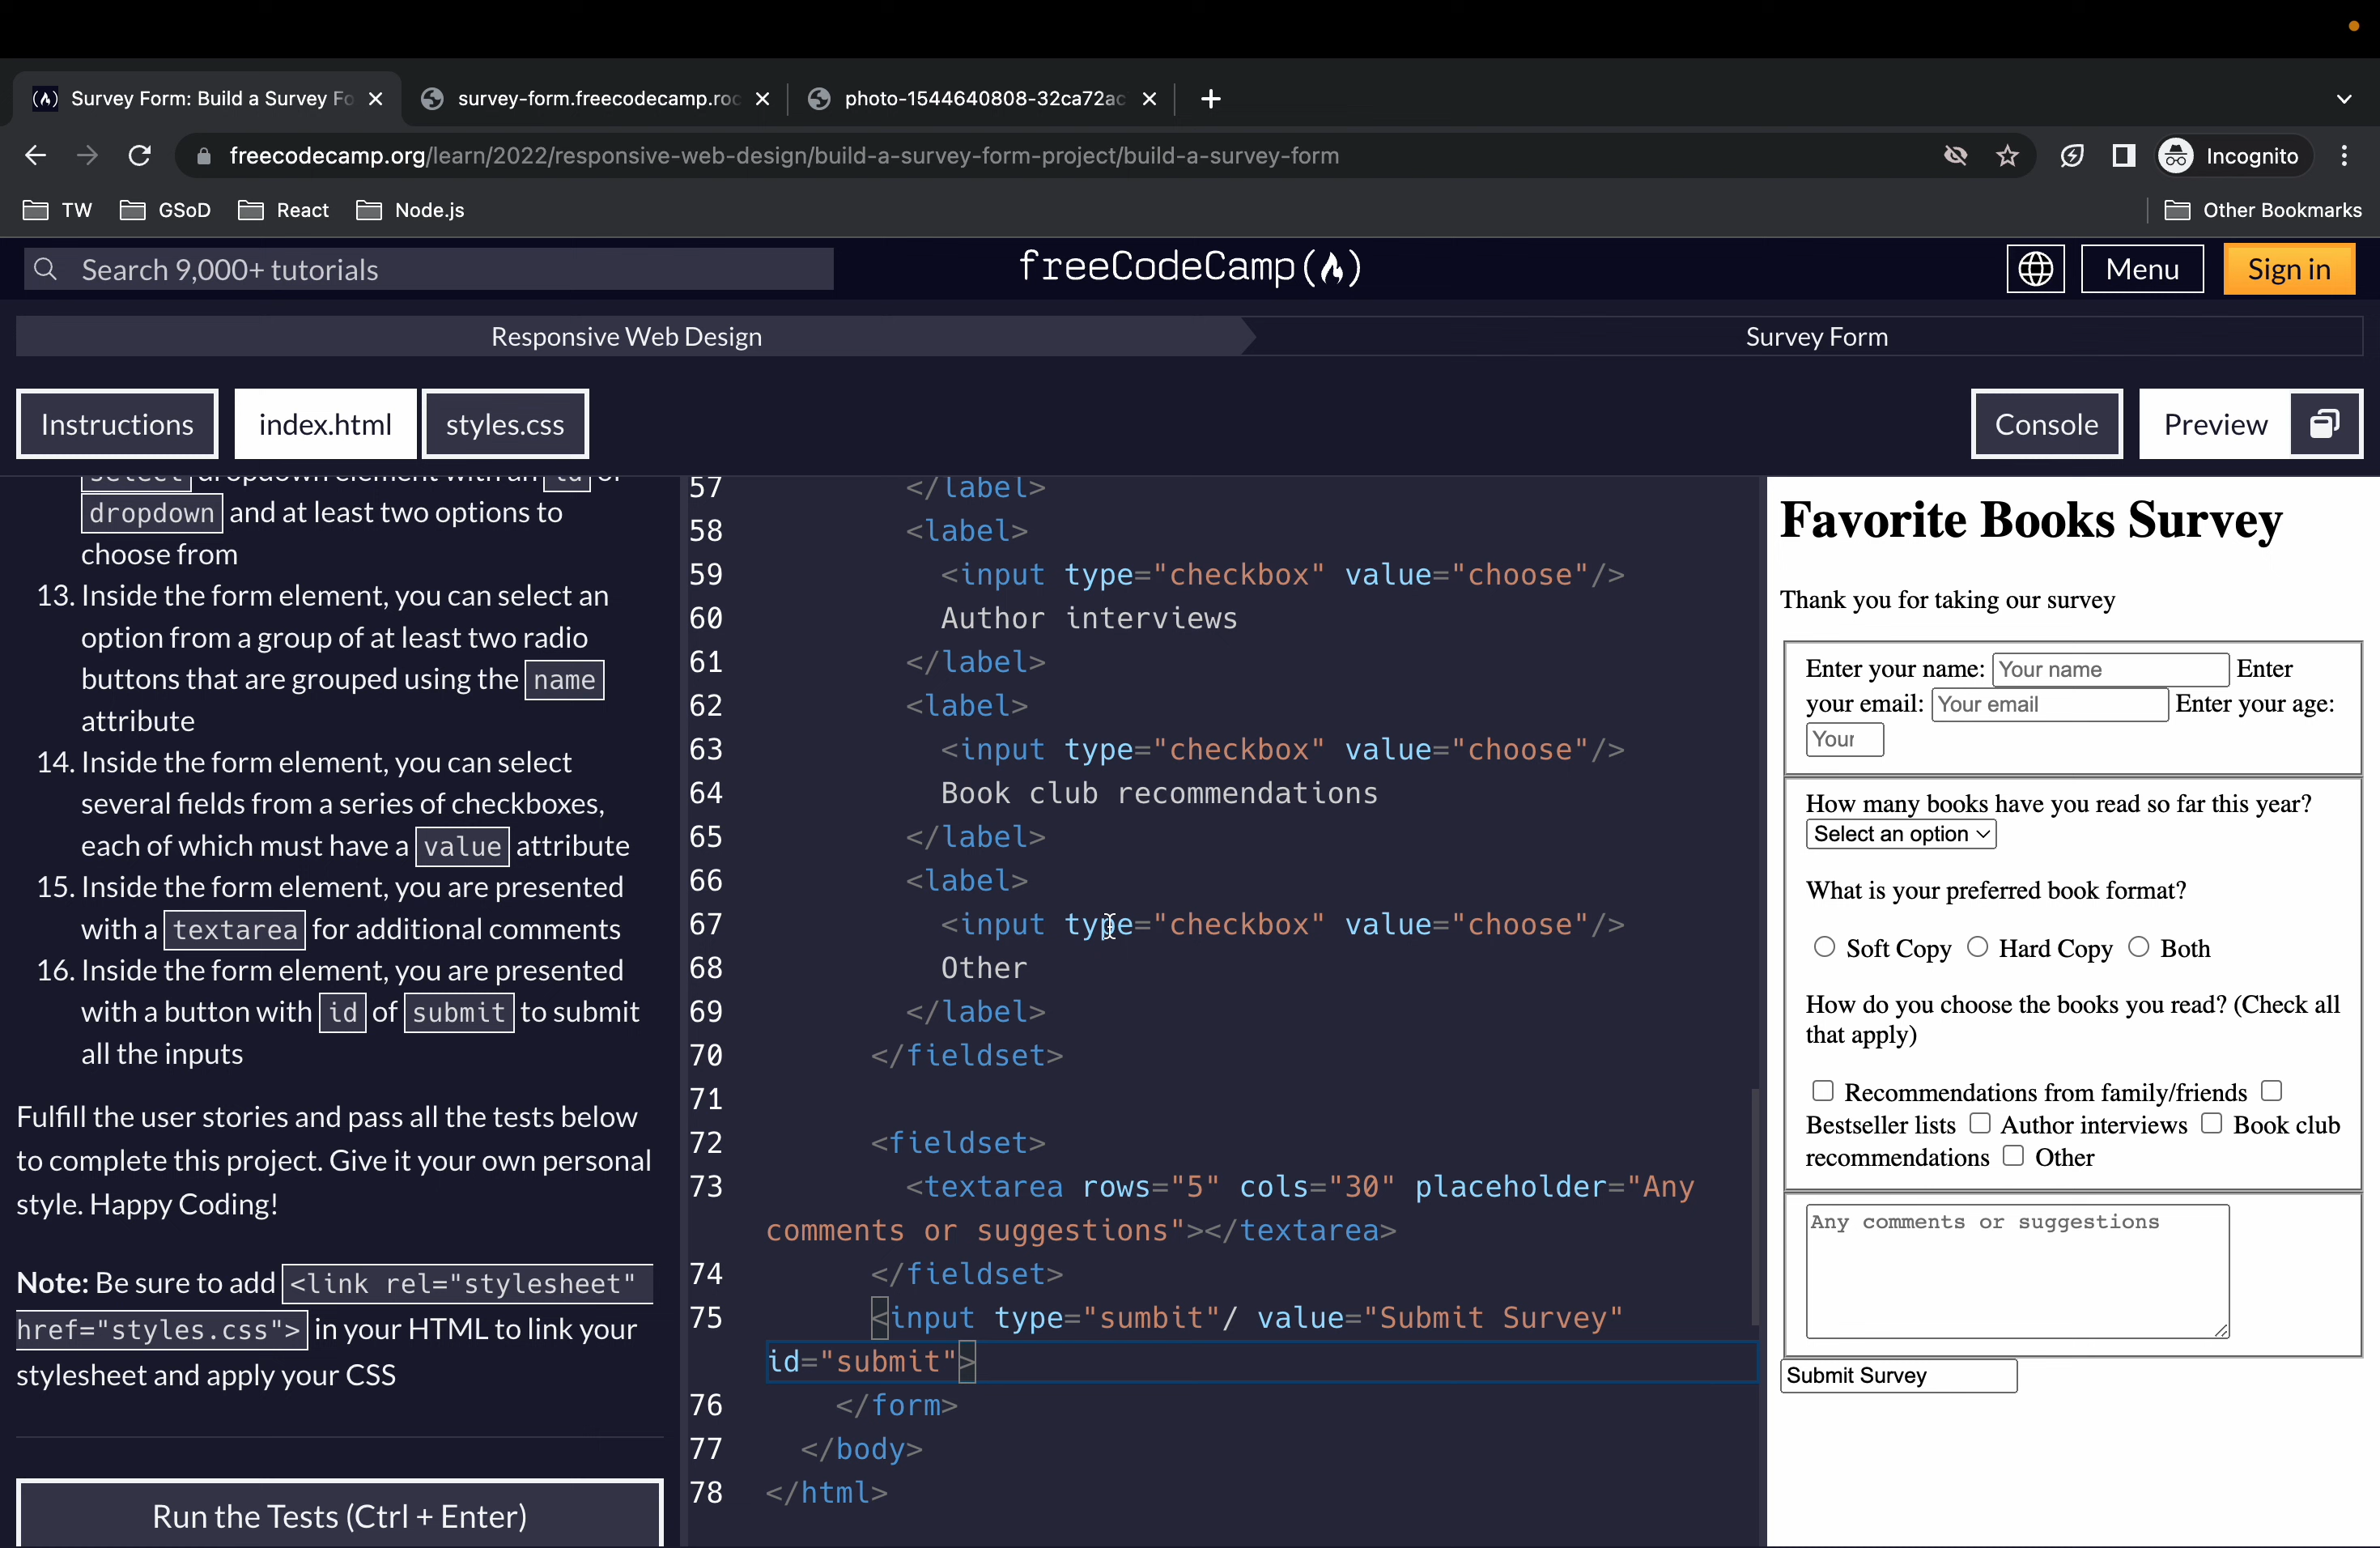 Survey Form: Build a Survey Fo
survey-form.freecodecamp.roc
photo-1544640808-32ca72ac
freecodecamp.org/learn/2022/responsive-web-design/build-a-survey-form-project/build-a-survey-form
Incognito
TW GSoD React Node.js
Other Bookmarks
Search 9,000+ tutorials
freeCodeCamp(🔥)
Menu
Sign in
Responsive Web Design
Survey Form
Instructions
index.html
styles.css
Console
Preview
select dropdown element with an id of
dropdown and at least two options to
choose from
13. Inside the form element, you can select an
option from a group of at least two radio
buttons that are grouped using the name
attribute
14. Inside the form element, you can select
several fields from a series of checkboxes,
each of which must have a value attribute
15. Inside the form element, you are presented
with a textarea for additional comments
16. Inside the form element, you are presented
with a button with id of submit to submit
all the inputs
Fulfill the user stories and pass all the tests below
to complete this project. Give it your own personal
style. Happy Coding!
Note: Be sure to add <link rel="stylesheet"
href="styles.css"> in your HTML to link your
stylesheet and apply your CSS
Run the Tests (Ctrl + Enter)
57 </label>
58 <label>
59 <input type="checkbox" value="choose"/>
60 Author interviews
61 </label>
62 <label>
63 <input type="checkbox" value="choose"/>
64 Book club recommendations
65 </label>
66 <label>
67 <input type="checkbox" value="choose"/>
68 Other
69 </label>
70 </fieldset>
71
72 <fieldset>
73 <textarea rows="5" cols="30" placeholder="Any
comments or suggestions"></textarea>
74 </fieldset>
75 <input type="sumbit"/ value="Submit Survey"
id="submit">
76 </form>
77 </body>
78 </html>
Favorite Books Survey
Thank you for taking our survey
Enter your name: Your name Enter
your email: Your email Enter your age:
Your
How many books have you read so far this year?
Select an option
What is your preferred book format?
Soft Copy Hard Copy Both
How do you choose the books you read? (Check all
that apply)
Recommendations from family/friends
Bestseller lists Author interviews Book club
recommendations Other
Any comments or suggestions
Submit Survey